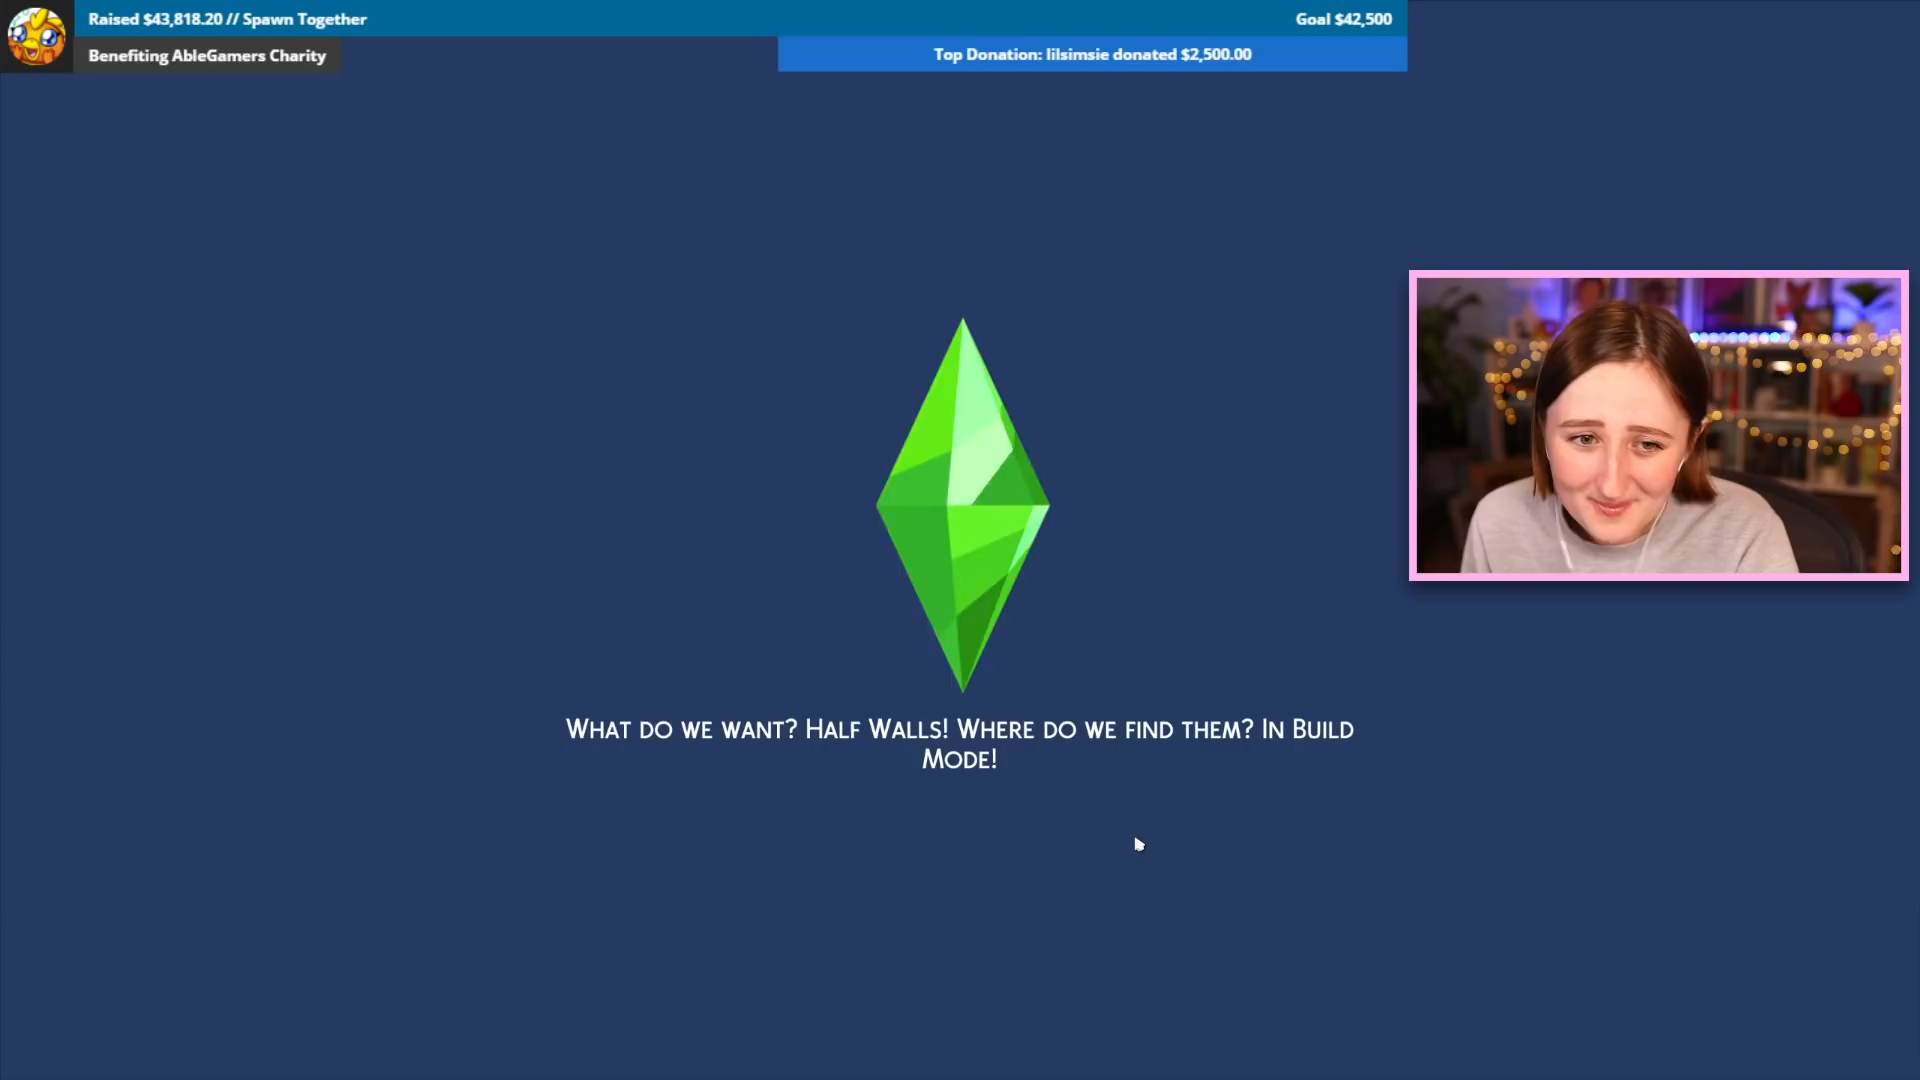 Raised $43,818.20 // Spawn Together
Goal $42,500
Benefiting AbleGamers Charity
Top Donation: lilsimsie donated $2,500.00
WHAT DO WE WANT? HALF WALLS! WHERE DO WE FIND THEM? IN BUILD
MODE!